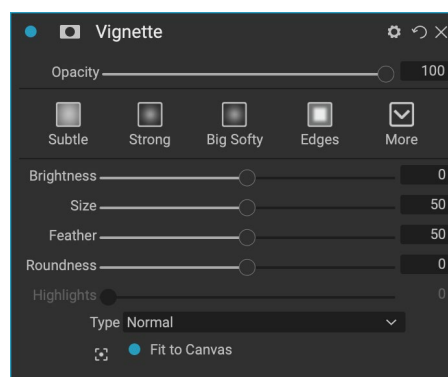 Vignette
Opacity 100
Subtle Strong Big Softy Edges More
Brightness 0
Size 50
Feather 50
Roundness 0
Highlights 0
Type Normal
Fit to Canvas